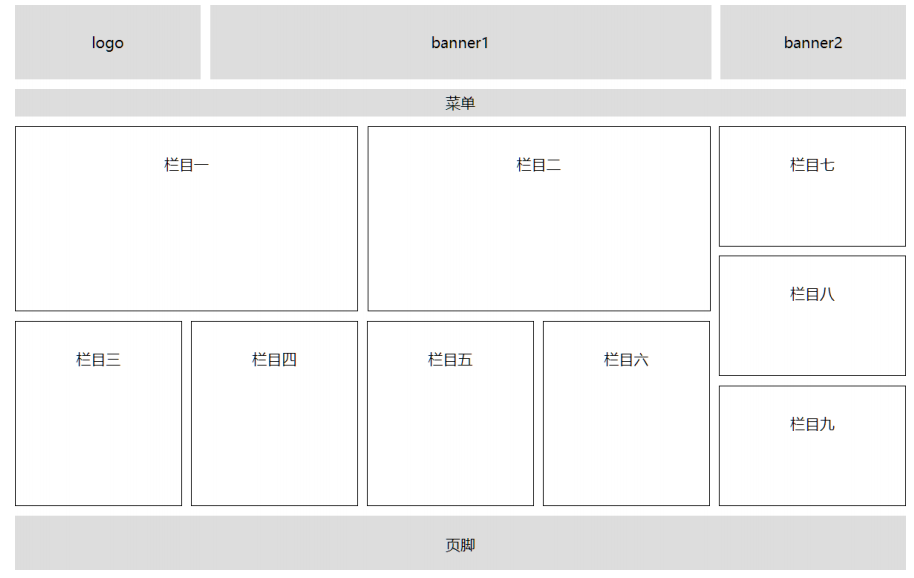 logo
banner1
banner2
菜单
栏目一
栏目二
栏目七
栏目八
栏目三
栏目四
栏目五
栏目六
栏目九
页脚